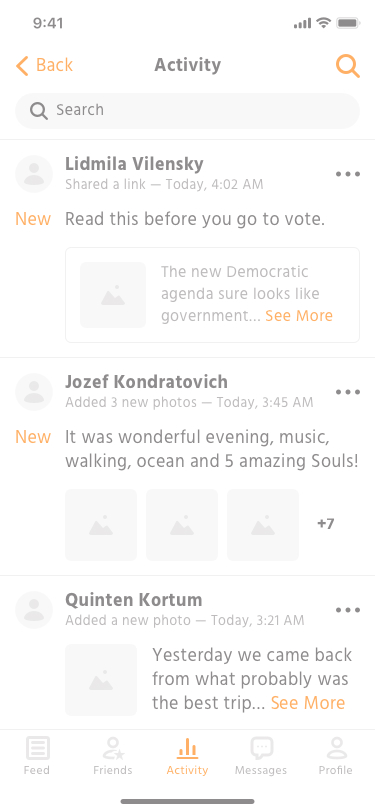 9:41
Back
Activity
Search
Lidmila Vilensky
Shared a link — Today, 4:02 AM
New
Read this before you go to vote.
The new Democratic
agenda sure looks like
government... See More
Jozef Kondratovich
Added 3 new photos — Today, 3:45 AM
New
It was wonderful evening, music,
walking, ocean and 5 amazing Souls!
+7
Quinten Kortum
Added a new photo — Today, 3:21 AM
Yesterday we came back
from what probably was
the best trip... See More
Feed
Friends
Activity
Messages
Profile